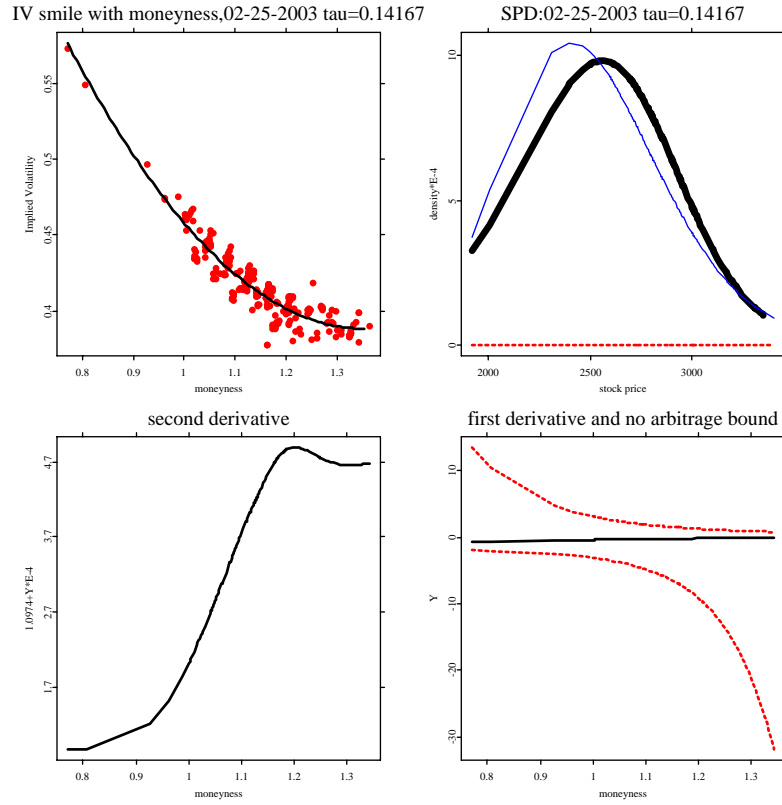 IV smile with moneyness,02-25-2003 tau=0.14167
Implied Volatility
0.55
0.5
0.45
0.4
0.8 0.9 1 1.1 1.2 1.3
moneyness
SPD:02-25-2003 tau=0.14167
density*E-4
10
5
0
2000 2500 3000
stock price
second derivative
1.0974+Y*E-4
4.7
3.7
2.7
1.7
0.8 0.9 1 1.1 1.2 1.3
moneyness
first derivative and no arbitrage bound
Y
10
0
-10
-20
-30
0.8 0.9 1 1.1 1.2 1.3
moneyness